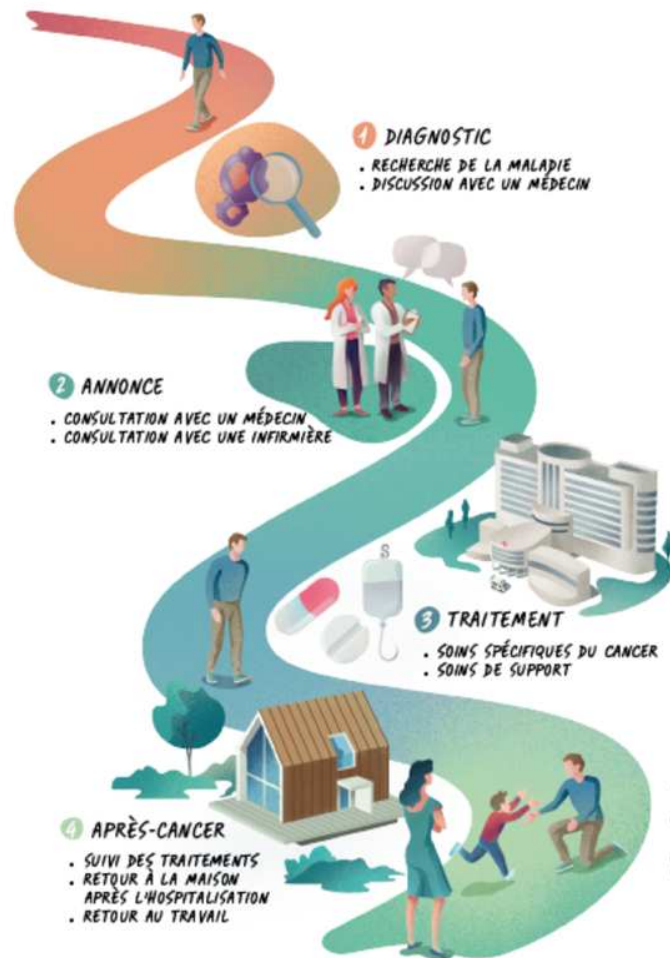 1 DIAGNOSTIC
. RECHERCHE DE LA MALADIE
. DISCUSSION AVEC UN MÉDECIN
2 ANNONCE
. CONSULTATION AVEC UN MÉDECIN
. CONSULTATION AVEC UNE INFIRMIÈRE
3 TRAITEMENT
. SOINS SPÉCIFIQUES DU CANCER
. SOINS DE SUPPORT
4 APRÈS-CANCER
. SUIVI DES TRAITEMENTS
. RETOUR À LA MAISON
APRÈS L'HOSPITALISATION
. RETOUR AU TRAVAIL